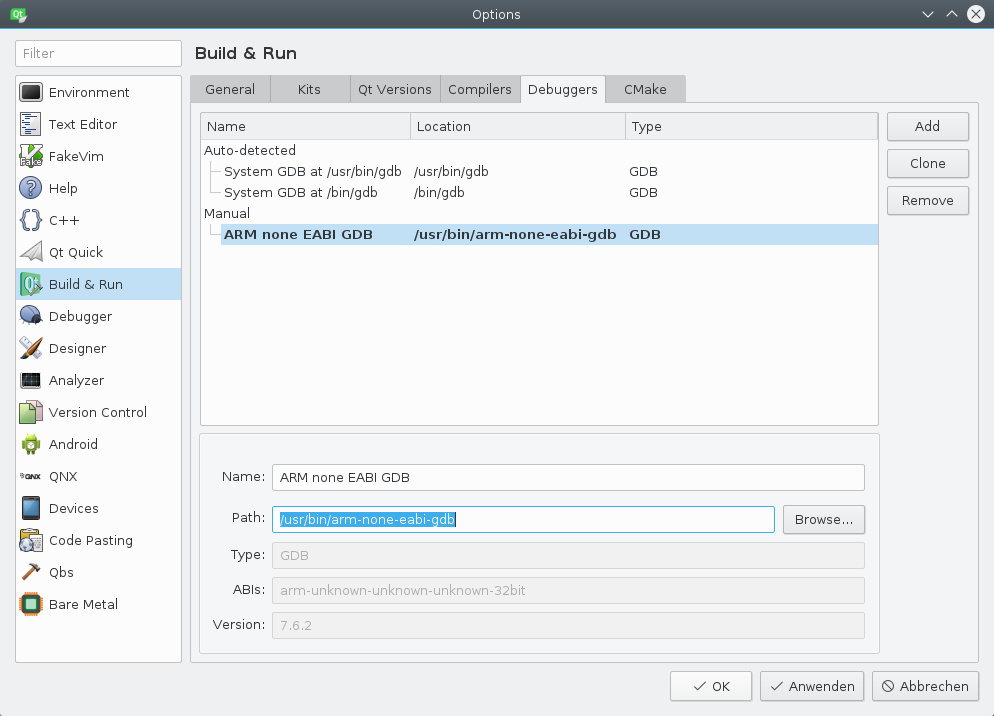 Options
Filter
Build & Run
Environment
Text Editor
FakeVim
Help
C++
Qt Quick
Build & Run
Debugger
Designer
Analyzer
Version Control
Android
QNX
Devices
Code Pasting
Qbs
Bare Metal
General Kits Qt Versions Compilers Debuggers CMake
Name Location Type
Auto-detected
System GDB at /usr/bin/gdb /usr/bin/gdb GDB
System GDB at /bin/gdb /bin/gdb GDB
Manual
ARM none EABI GDB /usr/bin/arm-none-eabi-gdb GDB
Add
Clone
Remove
Name: ARM none EABI GDB
Path: /usr/bin/arm-none-eabi-gdb Browse...
Type: GDB
ABIs: arm-unknown-unknown-unknown-32bit
Version: 7.6.2
OK Anwenden Abbrechen